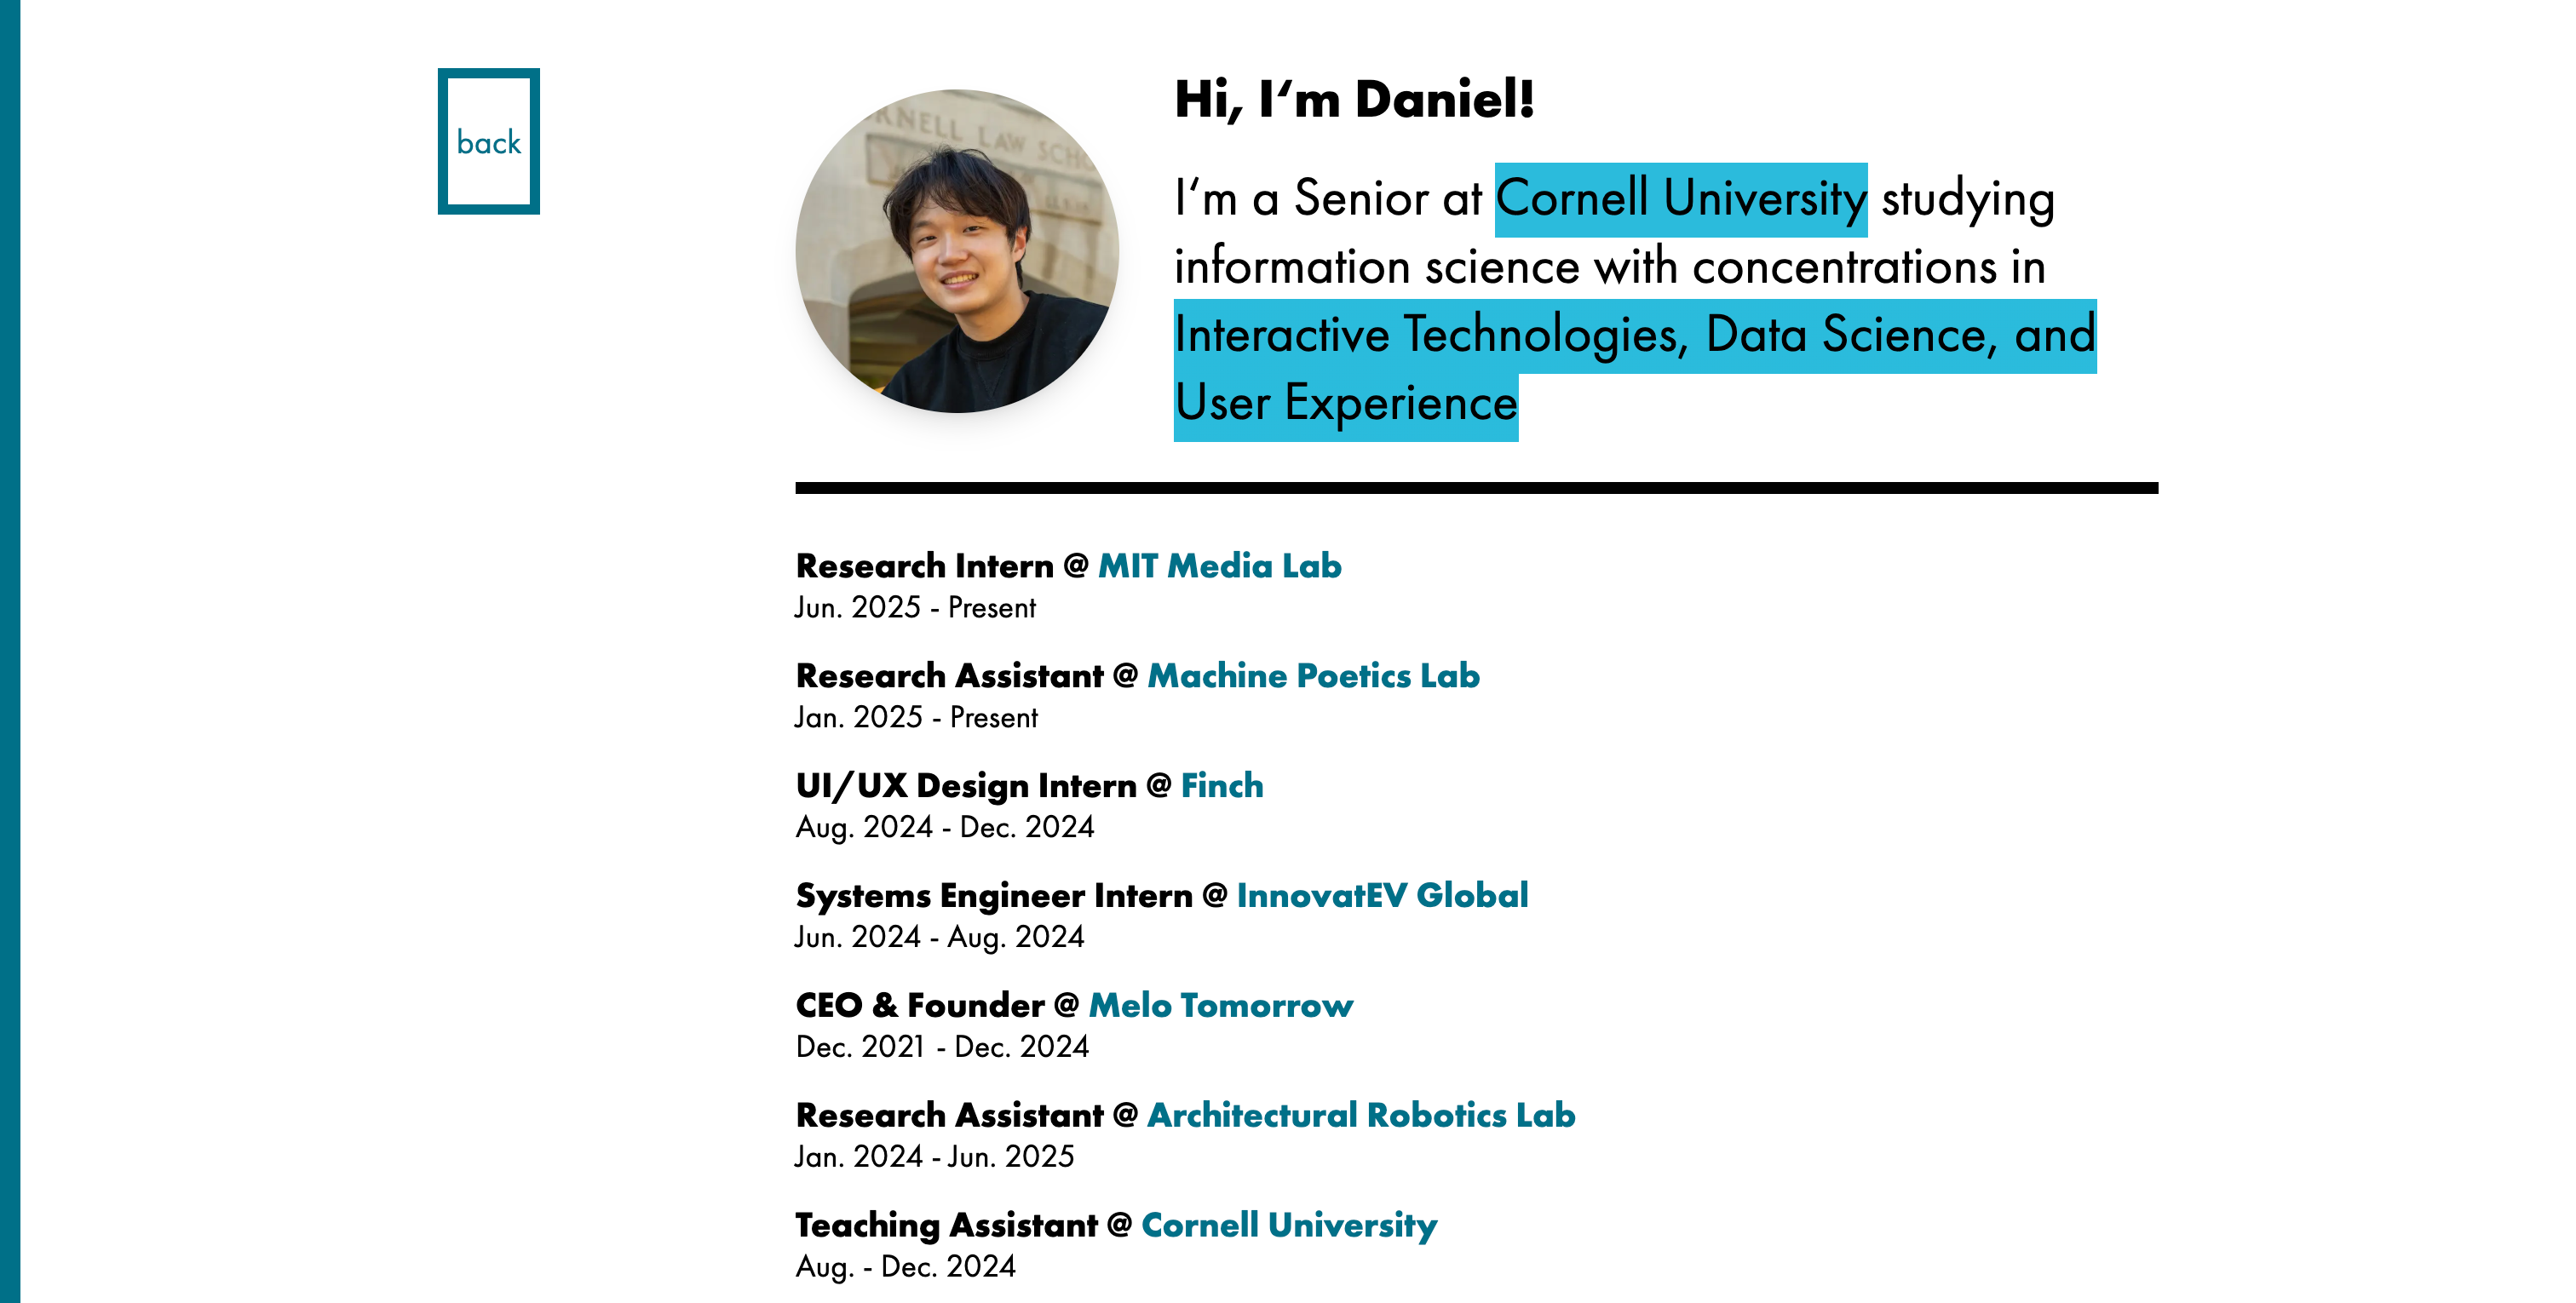 back
Hi, I‘m Daniel!
I‘m a Senior at Cornell University studying
information science with concentrations in
Interactive Technologies, Data Science, and
User Experience
RNELL LAW SCHO
Research Intern @ MIT Media Lab
Jun. 2025 - Present
Research Assistant @ Machine Poetics Lab
Jan. 2025 - Present
UI/UX Design Intern @ Finch
Aug. 2024 - Dec. 2024
Systems Engineer Intern @ InnovatEV Global
Jun. 2024 - Aug. 2024
CEO & Founder @ Melo Tomorrow
Dec. 2021 - Dec. 2024
Research Assistant @ Architectural Robotics Lab
Jan. 2024 - Jun. 2025
Teaching Assistant @ Cornell University
Aug. - Dec. 2024